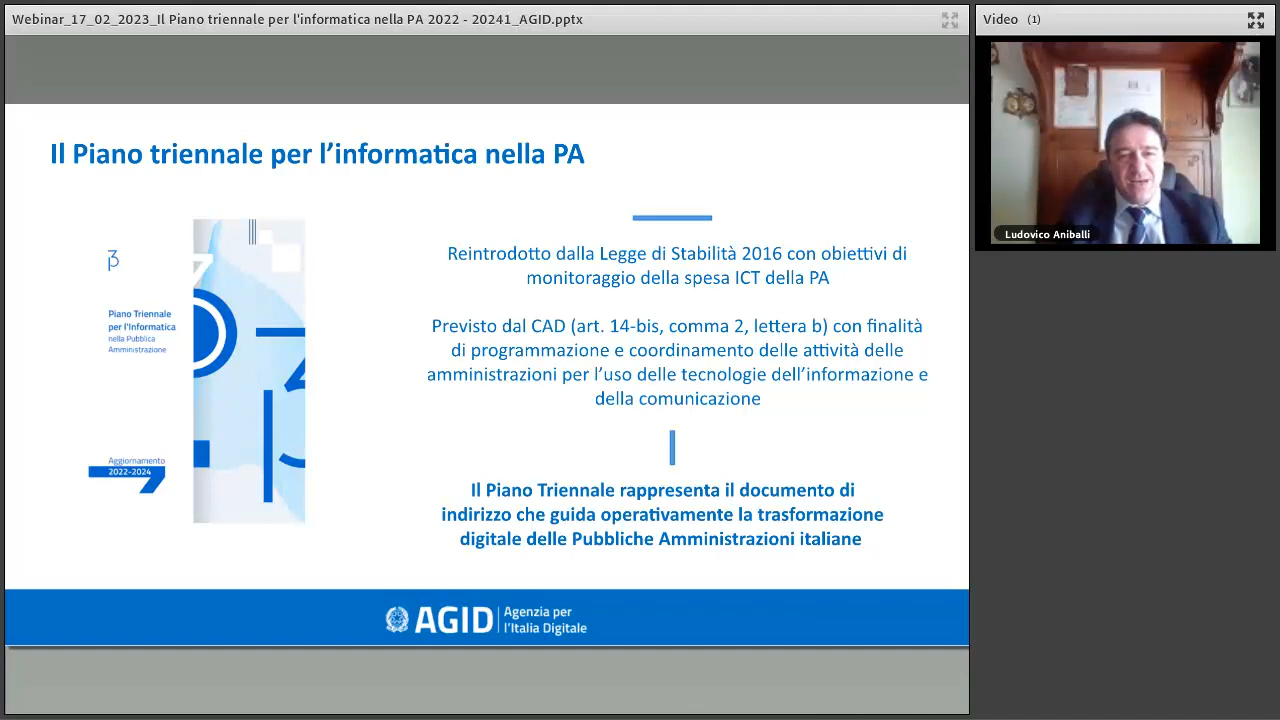 Webinar_17_02_2023_Il Piano triennale per l'informatica nella PA 2022 - 20241_AGID.pptx
Video (1)
Ludovico Aniballi
Il Piano triennale per l’informatica nella PA
Piano Triennale
per l'Informatica
nella Pubblica
Amministrazione
Aggiornamento
2022-2024
Reintrodotto dalla Legge di Stabilità 2016 con obiettivi di
monitoraggio della spesa ICT della PA
Previsto dal CAD (art. 14-bis, comma 2, lettera b) con finalità
di programmazione e coordinamento delle attività delle
amministrazioni per l’uso delle tecnologie dell’informazione e
della comunicazione
Il Piano Triennale rappresenta il documento di
indirizzo che guida operativamente la trasformazione
digitale delle Pubbliche Amministrazioni italiane
AGID
Agenzia per
l’Italia Digitale